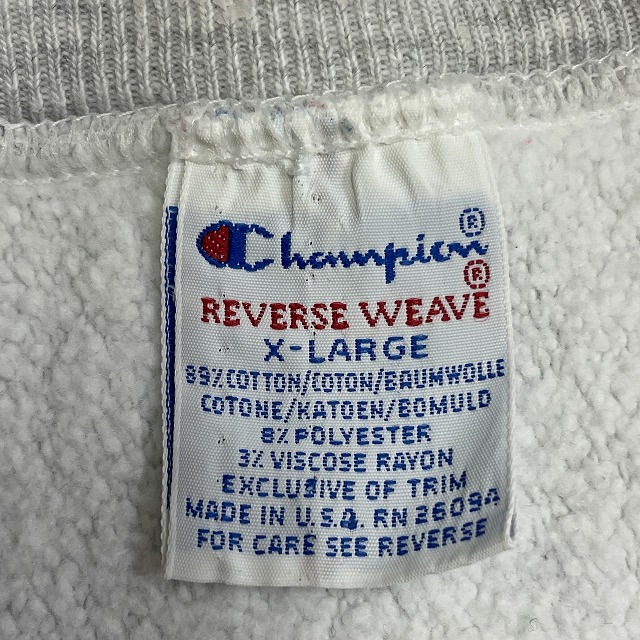 Champion®
REVERSE WEAVE®
X-LARGE
89% COTTON/COTON/BAUMWOLLE
COTONE/KATOEN/BOMULD
8% POLYESTER
3% VISCOSE RAYON
EXCLUSIVE OF TRIM
MADE IN U.S.A. RN 26094
FOR CARE SEE REVERSE